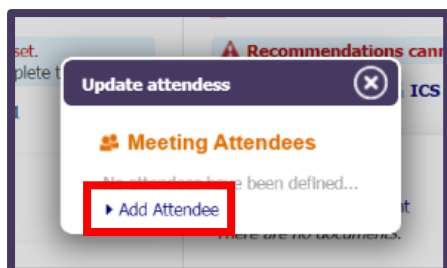 set.
Recommendations cann
plete t
Update attendess
ICS
Meeting Attendees
No attendees have been defined...
Add Attendee
There are no documents.